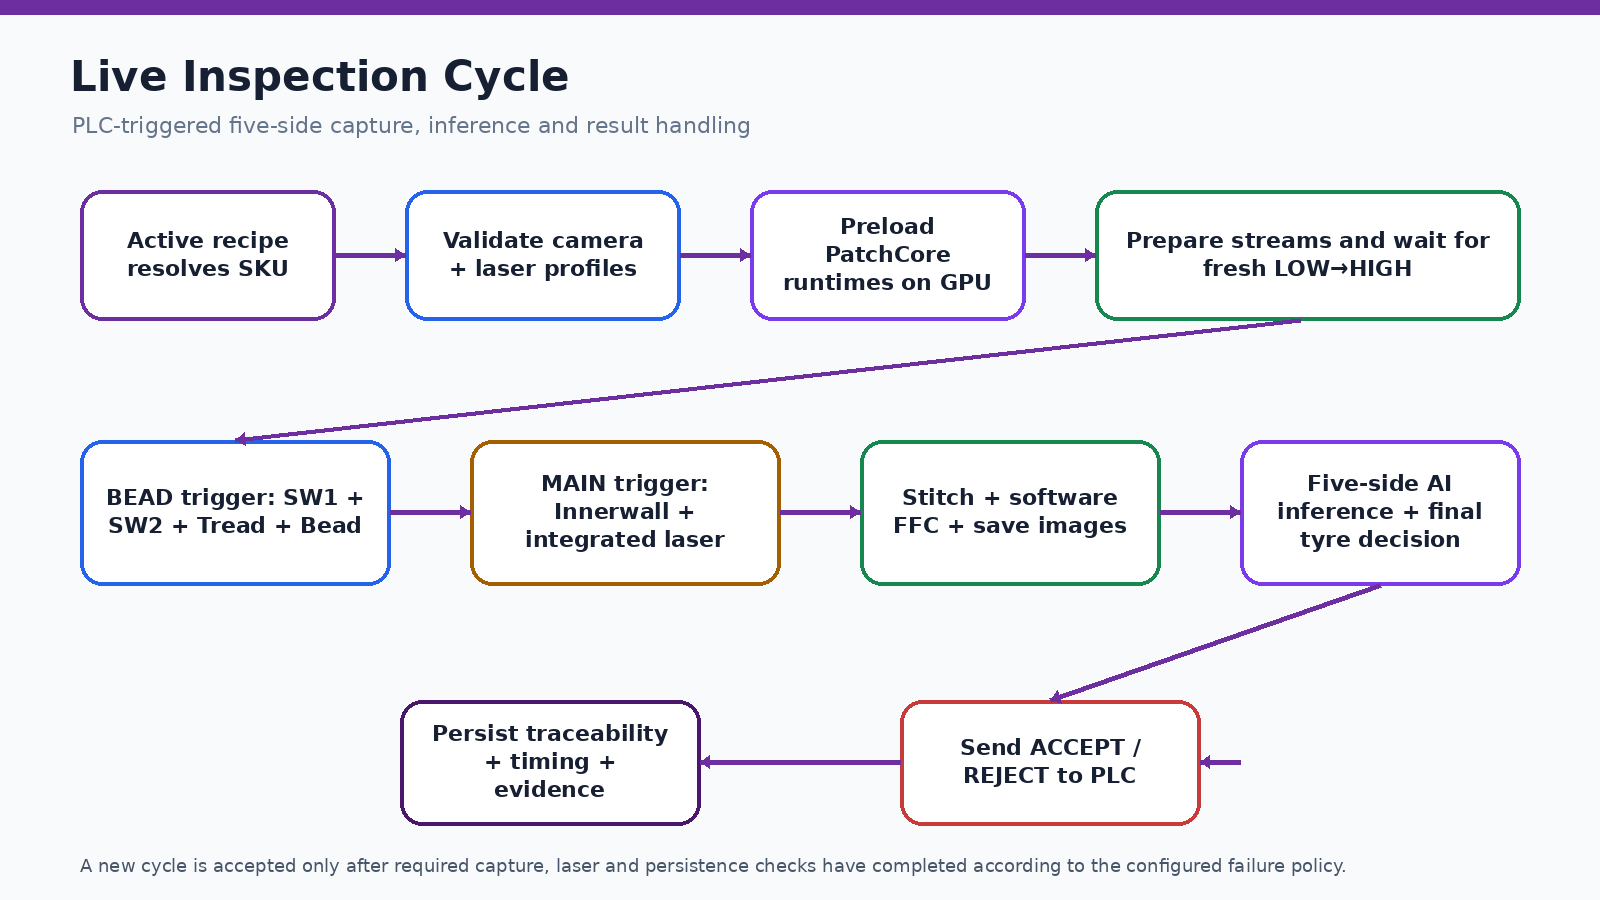 Live Inspection Cycle
PLC-triggered five-side capture, inference and result handling
Active recipe
resolves SKU
Validate camera
+ laser profiles
Preload
PatchCore
runtimes on GPU
Prepare streams and wait for
fresh LOW→HIGH
BEAD trigger: SW1 +
SW2 + Tread + Bead
MAIN trigger:
Innerwall +
integrated laser
Stitch + software
FFC + save images
Five-side AI
inference + final
tyre decision
Send ACCEPT /
REJECT to PLC
Persist traceability
+ timing +
evidence
A new cycle is accepted only after required capture, laser and persistence checks have completed according to the configured failure policy.